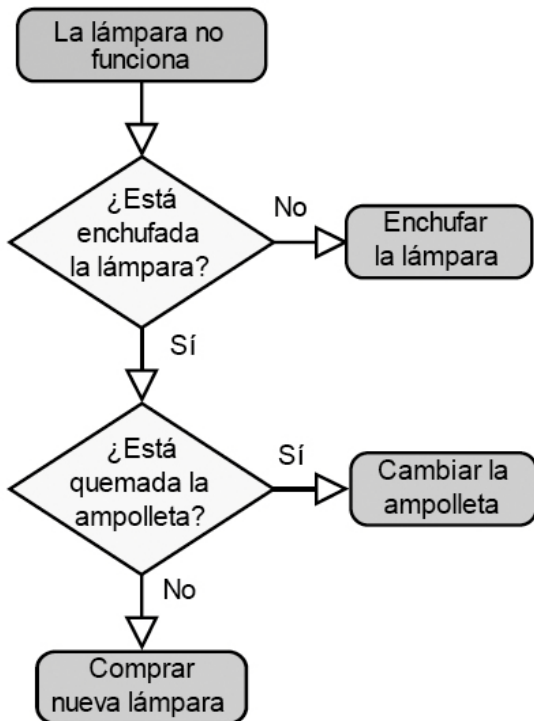 La lámpara no
funciona
¿Está
enchufada
la lámpara?
No
Enchufar
la lámpara
Sí
¿Está
quemada la
ampolleta?
Sí
Cambiar la
ampolleta
No
Comprar
nueva lámpara